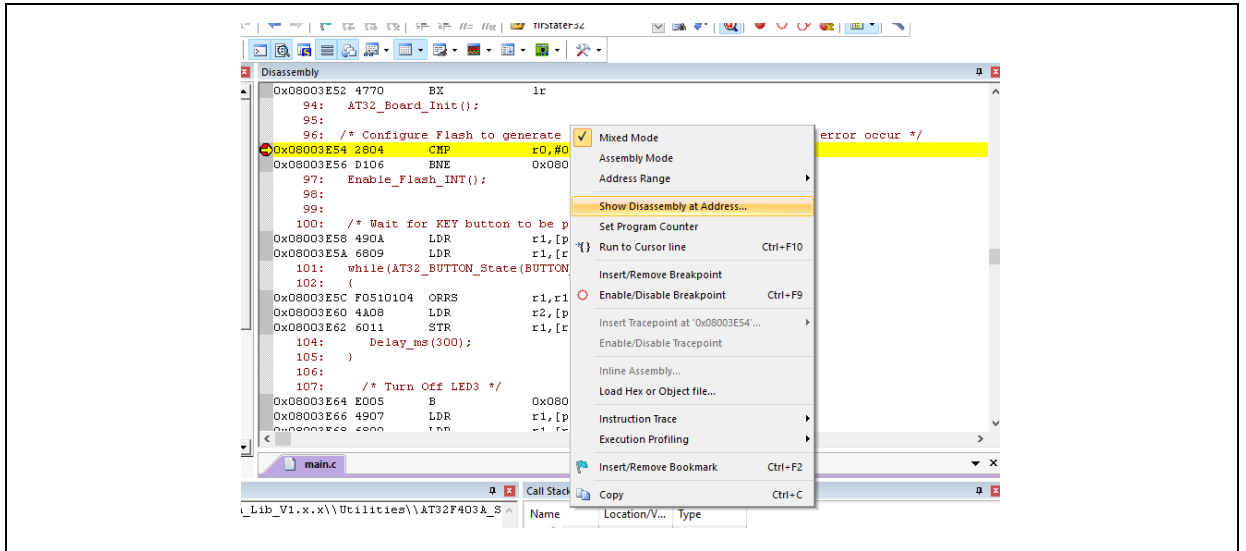 firStateF32
Disassembly
0x08003E52 4770 BX lr
94: AT32_Board_Init();
95:
96: /* Configure Flash to generate error occur */
0x08003E54 2804 CMP r0,#0
0x08003E56 D106 BNE 0x080
97: Enable_Flash_INT();
98:
99:
100: /* Wait for KEY button to be p
0x08003E58 490A LDR r1,[p
0x08003E5A 6809 LDR r1,[r
101: while(AT32_BUTTON_State(BUTTON
102: {
0x08003E5C F0510104 ORRS r1,r1
0x08003E60 4A08 LDR r2,[p
0x08003E62 6011 STR r1,[r
104: Delay_ms(300);
105: }
106:
107: /* Turn Off LED3 */
0x08003E64 E005 B 0x080
0x08003E66 4907 LDR r1,[p
0x08003E68 6809 LDR r1,[r
Mixed Mode
Assembly Mode
Address Range
Show Disassembly at Address...
Set Program Counter
Run to Cursor line Ctrl+F10
Insert/Remove Breakpoint
Enable/Disable Breakpoint Ctrl+F9
Insert Tracepoint at '0x08003E54'...
Enable/Disable Tracepoint
Inline Assembly...
Load Hex or Object file...
Instruction Trace
Execution Profiling
Insert/Remove Bookmark Ctrl+F2
Copy Ctrl+C
main.c
Call Stack
_Lib_V1.x.x\\Utilities\\AT32F403A_S
Name Location/V... Type